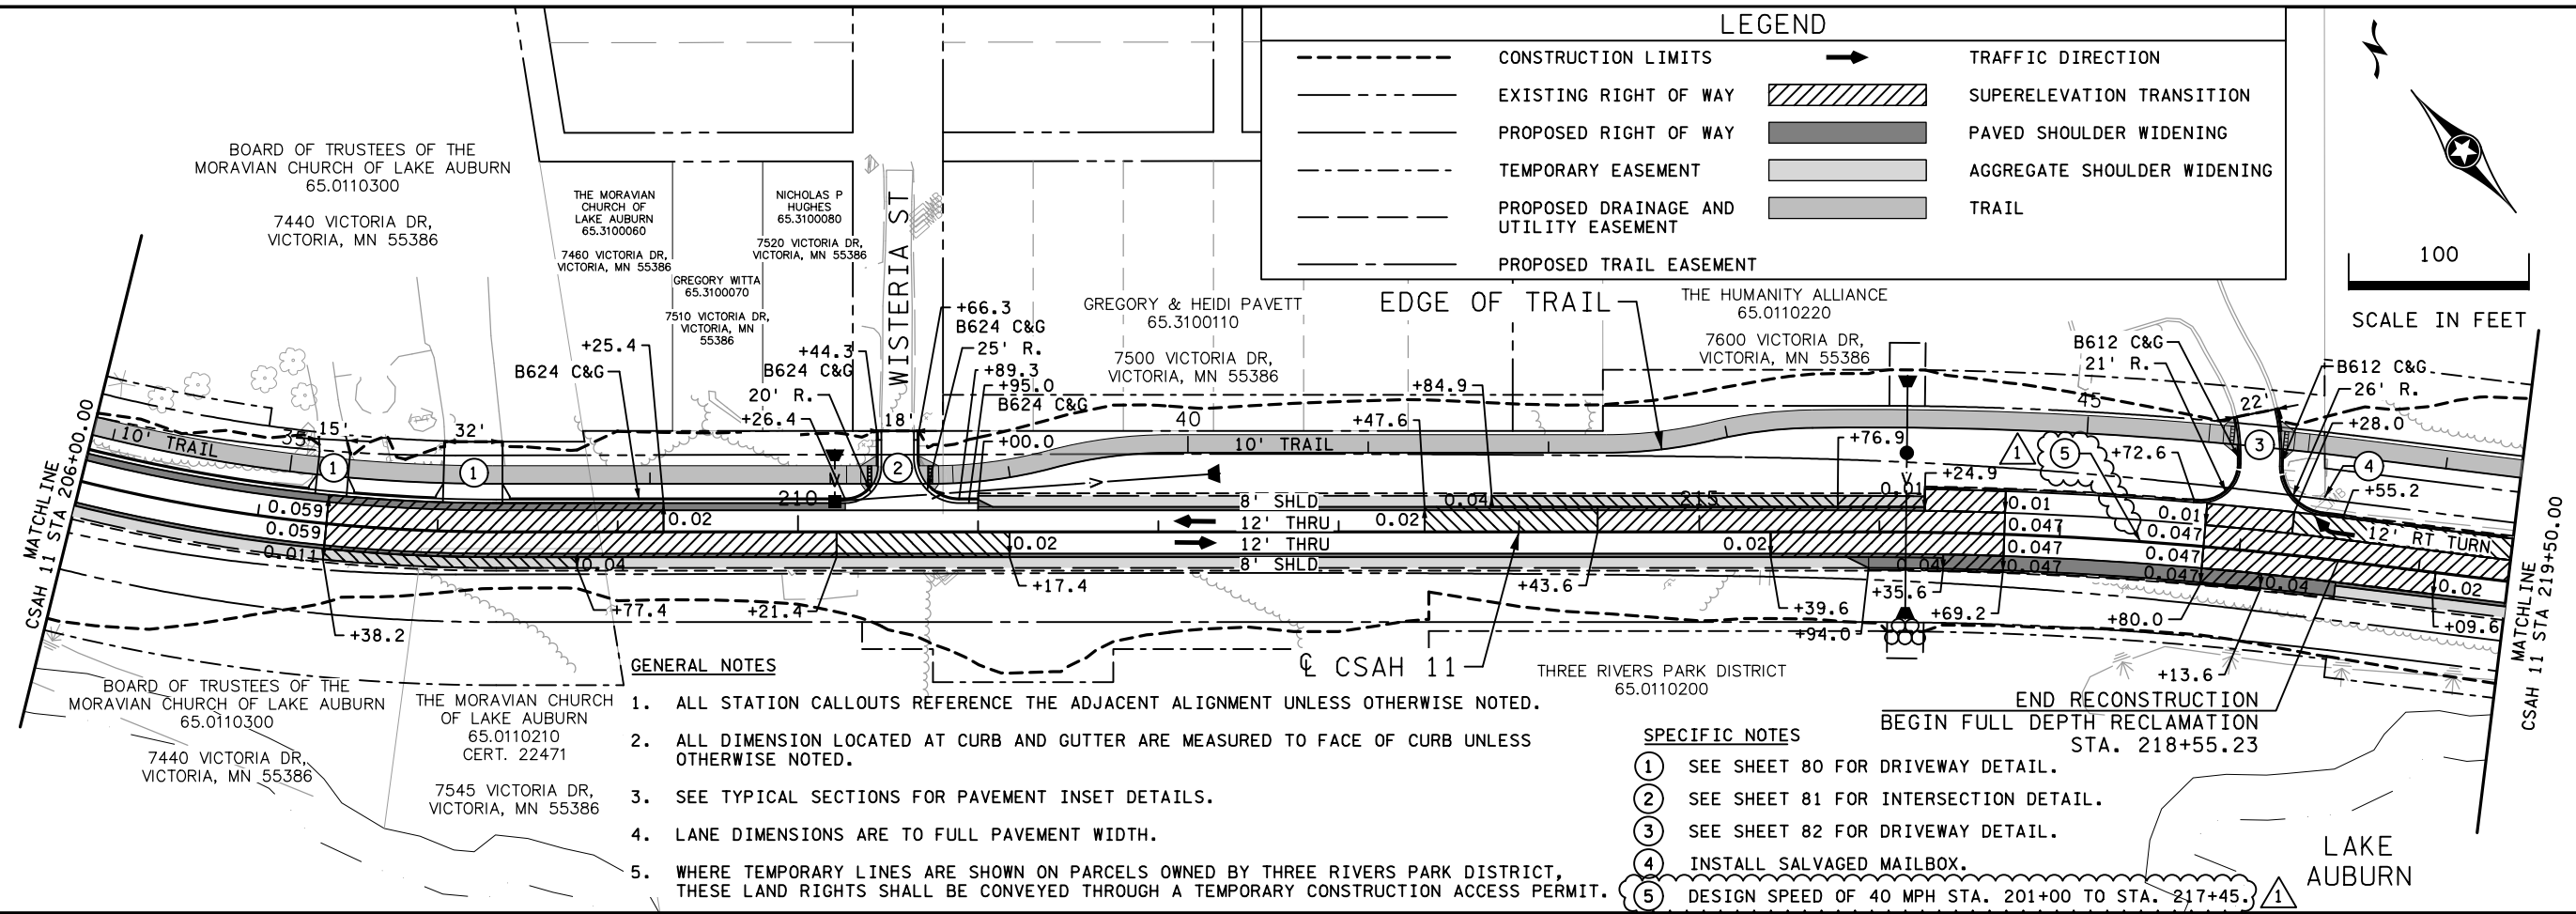 LEGEND
CONSTRUCTION LIMITS
EXISTING RIGHT OF WAY
PROPOSED RIGHT OF WAY
TEMPORARY EASEMENT
PROPOSED DRAINAGE AND
UTILITY EASEMENT
PROPOSED TRAIL EASEMENT
TRAFFIC DIRECTION
SUPERELEVATION TRANSITION
PAVED SHOULDER WIDENING
AGGREGATE SHOULDER WIDENING
TRAIL
100
SCALE IN FEET
BOARD OF TRUSTEES OF THE
MORAVIAN CHURCH OF LAKE AUBURN
65.0110300
7440 VICTORIA DR,
VICTORIA, MN 55386
THE MORAVIAN
CHURCH OF
LAKE AUBURN
65.3100060
7460 VICTORIA DR,
VICTORIA, MN 55386
GREGORY WITTA
65.3100070
7510 VICTORIA DR,
VICTORIA, MN
55386
NICHOLAS P
HUGHES
65.3100080
7520 VICTORIA DR,
VICTORIA, MN 55386
WISTERIA ST
GREGORY & HEIDI PAVETT
65.3100110
7500 VICTORIA DR,
VICTORIA, MN 55386
EDGE OF TRAIL
THE HUMANITY ALLIANCE
65.0110220
7600 VICTORIA DR,
VICTORIA, MN 55386
+25.4
B624 C&G
+44.3
B624 C&G
20' R.
+26.4
+66.3
B624 C&G
25' R.
+89.3
+95.0
B624 C&G
+00.0
+84.9
+47.6
+76.9
+24.9
B612 C&G
21' R.
+72.6
22'
B612 C&G
26' R.
+28.0
+55.2
MATCHLINE
CSAH 11 STA 206+00.00
10' TRAIL
35
15'
32'
18'
1
1
2
40
10' TRAIL
45
1
5
3
4
210
215
0.059
0.059
0.011
0.02
0.04
0.02
8' SHLD
12' THRU
12' THRU
8' SHLD
0.04
0.02
0.02
0.01
0.04
0.01
0.047
0.047
0.047
0.01
0.047
0.047
0.047
0.04
0.02
12' RT TURN
MATCHLINE
CSAH 11 STA 219+50.00
+38.2
+77.4
+21.4
+17.4
+43.6
+39.6
+94.0
+35.6
+69.2
+80.0
+13.6
+09.6
℄ CSAH 11
THREE RIVERS PARK DISTRICT
65.0110200
END RECONSTRUCTION
BEGIN FULL DEPTH RECLAMATION
STA. 218+55.23
BOARD OF TRUSTEES OF THE
MORAVIAN CHURCH OF LAKE AUBURN
65.0110300
7440 VICTORIA DR,
VICTORIA, MN 55386
THE MORAVIAN CHURCH
OF LAKE AUBURN
65.0110210
CERT. 22471
7545 VICTORIA DR,
VICTORIA, MN 55386
GENERAL NOTES
1. ALL STATION CALLOUTS REFERENCE THE ADJACENT ALIGNMENT UNLESS OTHERWISE NOTED.
2. ALL DIMENSION LOCATED AT CURB AND GUTTER ARE MEASURED TO FACE OF CURB UNLESS
OTHERWISE NOTED.
3. SEE TYPICAL SECTIONS FOR PAVEMENT INSET DETAILS.
4. LANE DIMENSIONS ARE TO FULL PAVEMENT WIDTH.
5. WHERE TEMPORARY LINES ARE SHOWN ON PARCELS OWNED BY THREE RIVERS PARK DISTRICT,
THESE LAND RIGHTS SHALL BE CONVEYED THROUGH A TEMPORARY CONSTRUCTION ACCESS PERMIT.
SPECIFIC NOTES
1 SEE SHEET 80 FOR DRIVEWAY DETAIL.
2 SEE SHEET 81 FOR INTERSECTION DETAIL.
3 SEE SHEET 82 FOR DRIVEWAY DETAIL.
4 INSTALL SALVAGED MAILBOX.
5 DESIGN SPEED OF 40 MPH STA. 201+00 TO STA. 217+45. 1
LAKE
AUBURN